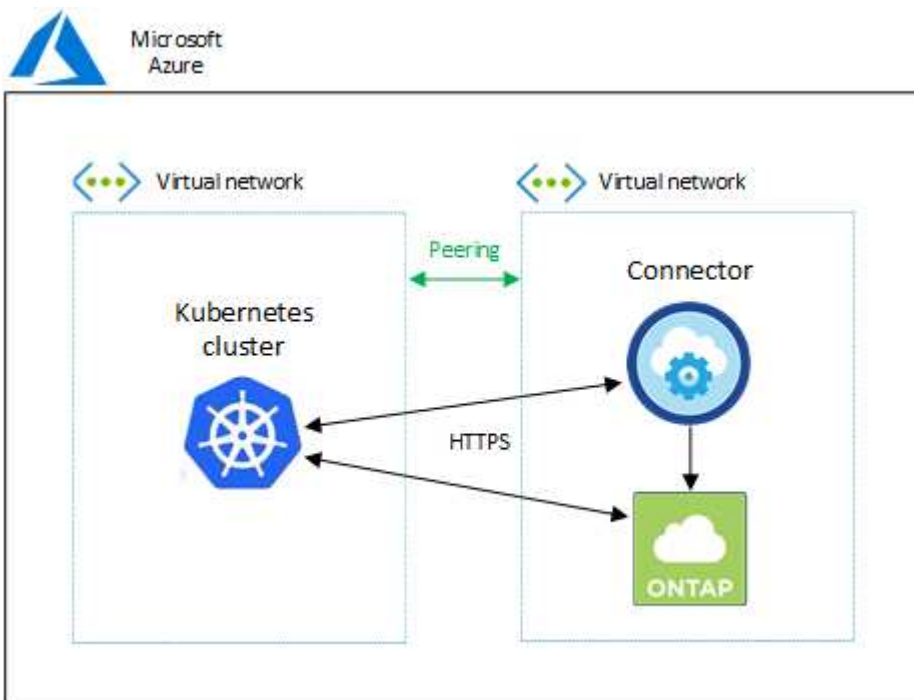 Microsoft
Azure
Virtual network
Virtual network
Peering
Connector
Kubernetes
cluster
HTTPS
ONTAP